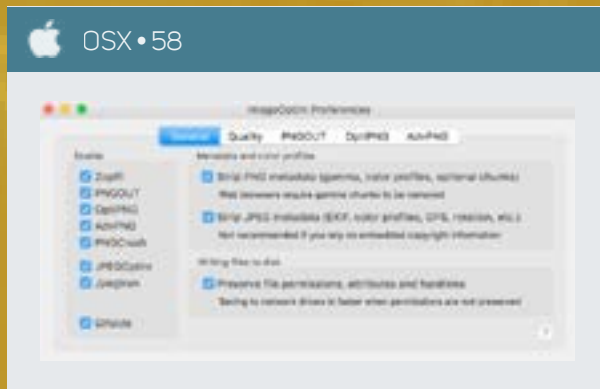 OSX • 58
ImageOptim Preferences
General Quality PNGOUT OptiPNG AdvPNG
Enable
Zopfli
PNGOUT
OptiPNG
AdvPNG
PNGCrush
JPEGOptim
Jpegtran
Gifsicle
Metadata and color profiles
Strip PNG metadata (gamma, color profiles, optional chunks)
Web browsers require gamma chunks to be removed
Strip JPEG metadata (EXIF, color profiles, GPS, rotation, etc.)
Not recommended if you rely on embedded copyright information
Writing files to disk
Preserve file permissions, attributes and hardlinks
Saving to network drives is faster when permissions are not preserved